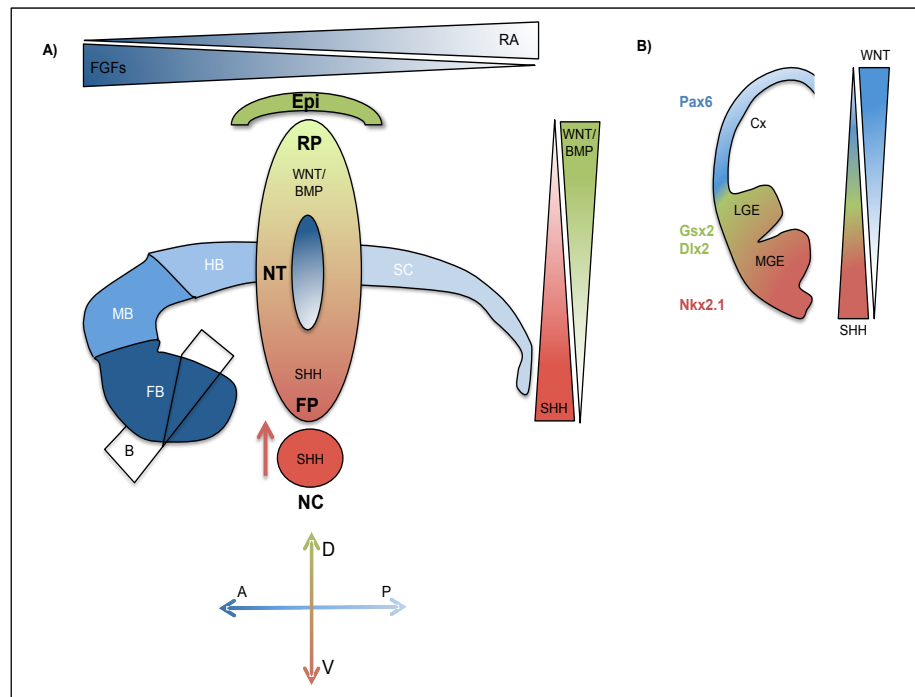 A)
RA
FGFs
Epi
RP
WNT/
BMP
HB
NT
SC
MB
FB
B
SHH
FP
SHH
NC
WNT/
BMP
SHH
D
A
P
V
B)
WNT
Pax6
Cx
LGE
Gsx2
Dlx2
MGE
Nkx2.1
SHH